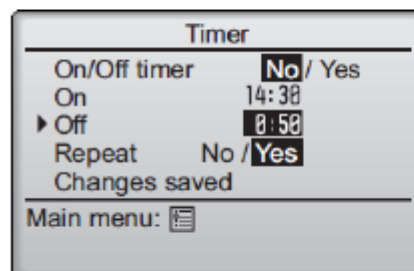 Timer
On/Off timer No / Yes
On 14:30
Off 0:50
Repeat No / Yes
Changes saved
Main menu: